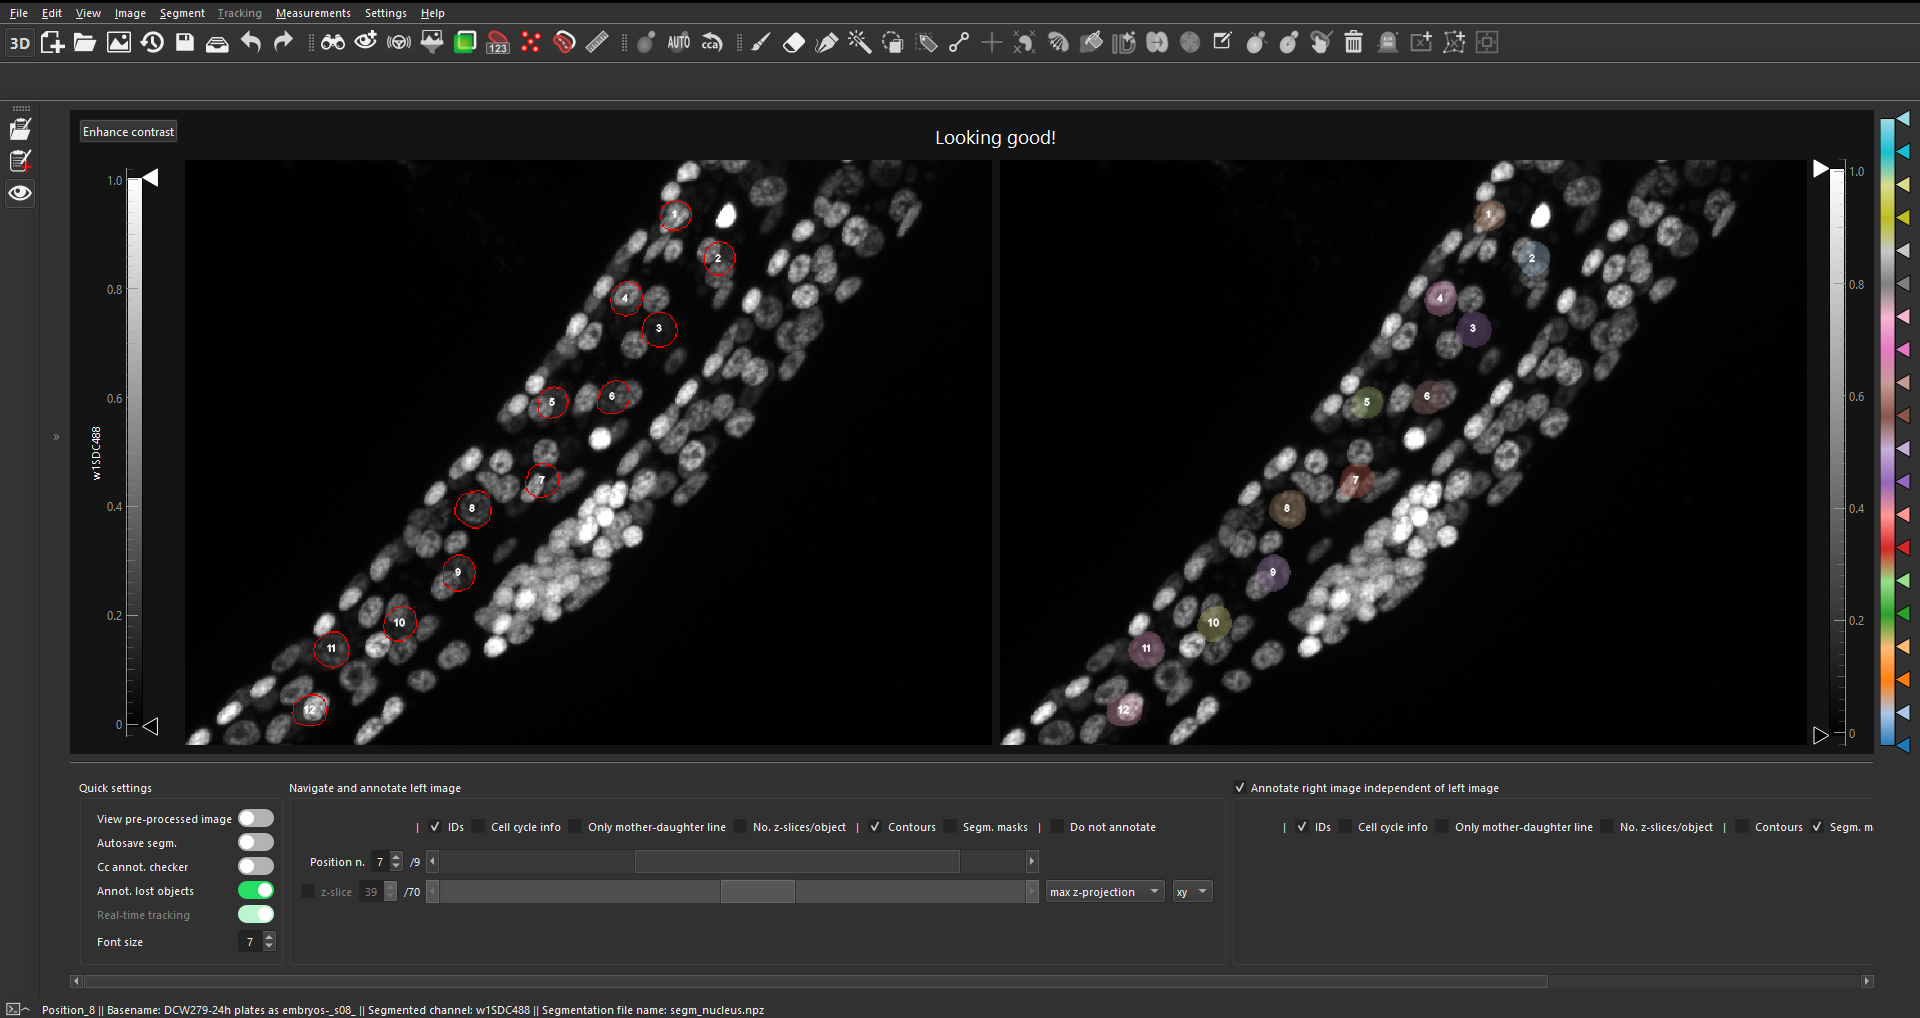 File Edit View Image Segment Tracking Measurements Settings Help
3D 123 AUTO cca
Enhance contrast
Looking good!
1.0 0.8 0.6 0.4 0.2 0
w1SDC488
1 2 4 3 5 6 7 8 9 10 11 12
1 2 4 3 5 6 7 8 9 10 11 12
1.0 0.8 0.6 0.4 0.2 0
»
Quick settings
View pre-processed image
Autosave segm.
Cc annot. checker
Annot. lost objects
Real-time tracking
Font size 7
Navigate and annotate left image
| IDs Cell cycle info Only mother-daughter line No. z-slices/object | Contours Segm. masks | Do not annotate
Position n. 7 /9
z-slice 39 /70 max z-projection xy
Annotate right image independent of left image
| IDs Cell cycle info Only mother-daughter line No. z-slices/object | Contours Segm. m
Position_8 || Basename: DCW279-24h plates as embryos-_s08_ || Segmented channel: w1SDC488 || Segmentation file name: segm_nucleus.npz